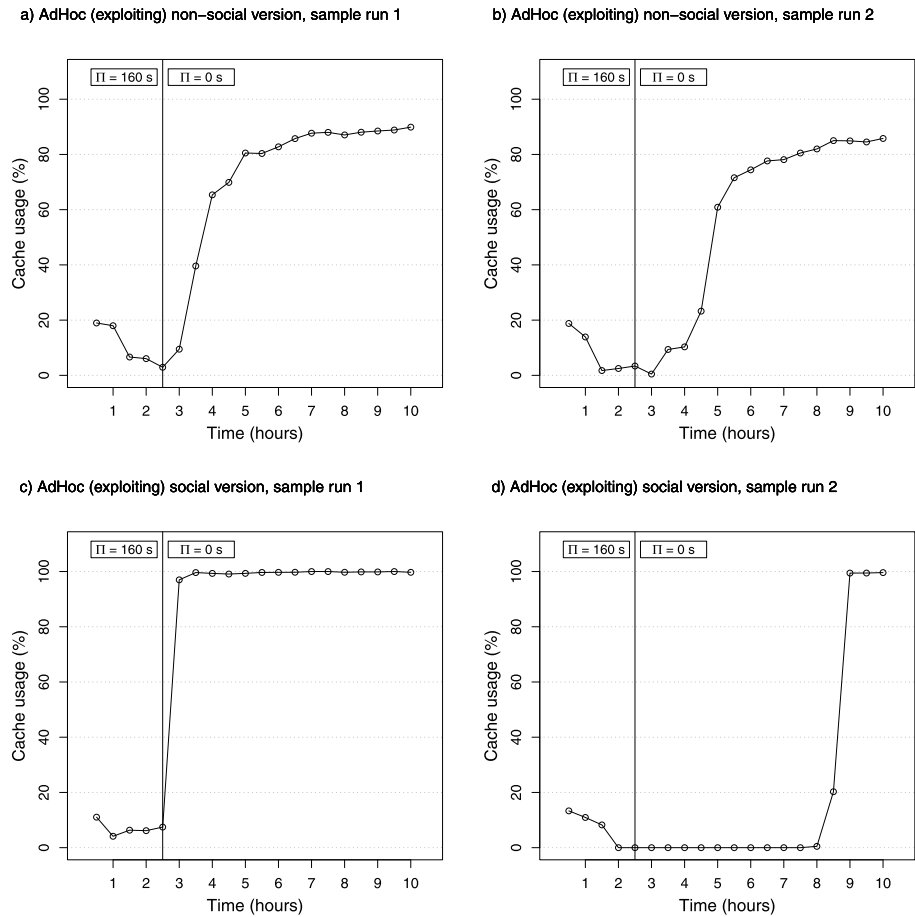 a) AdHoc (exploiting) non−social version, sample run 1
Π = 160 s
Π = 0 s
Cache usage (%)
0
20
40
60
80
100
1 2 3 4 5 6 7 8 9 10
Time (hours)
b) AdHoc (exploiting) non−social version, sample run 2
Π = 160 s
Π = 0 s
Cache usage (%)
0
20
40
60
80
100
1 2 3 4 5 6 7 8 9 10
Time (hours)
c) AdHoc (exploiting) social version, sample run 1
Π = 160 s
Π = 0 s
Cache usage (%)
0
20
40
60
80
100
1 2 3 4 5 6 7 8 9 10
Time (hours)
d) AdHoc (exploiting) social version, sample run 2
Π = 160 s
Π = 0 s
Cache usage (%)
0
20
40
60
80
100
1 2 3 4 5 6 7 8 9 10
Time (hours)